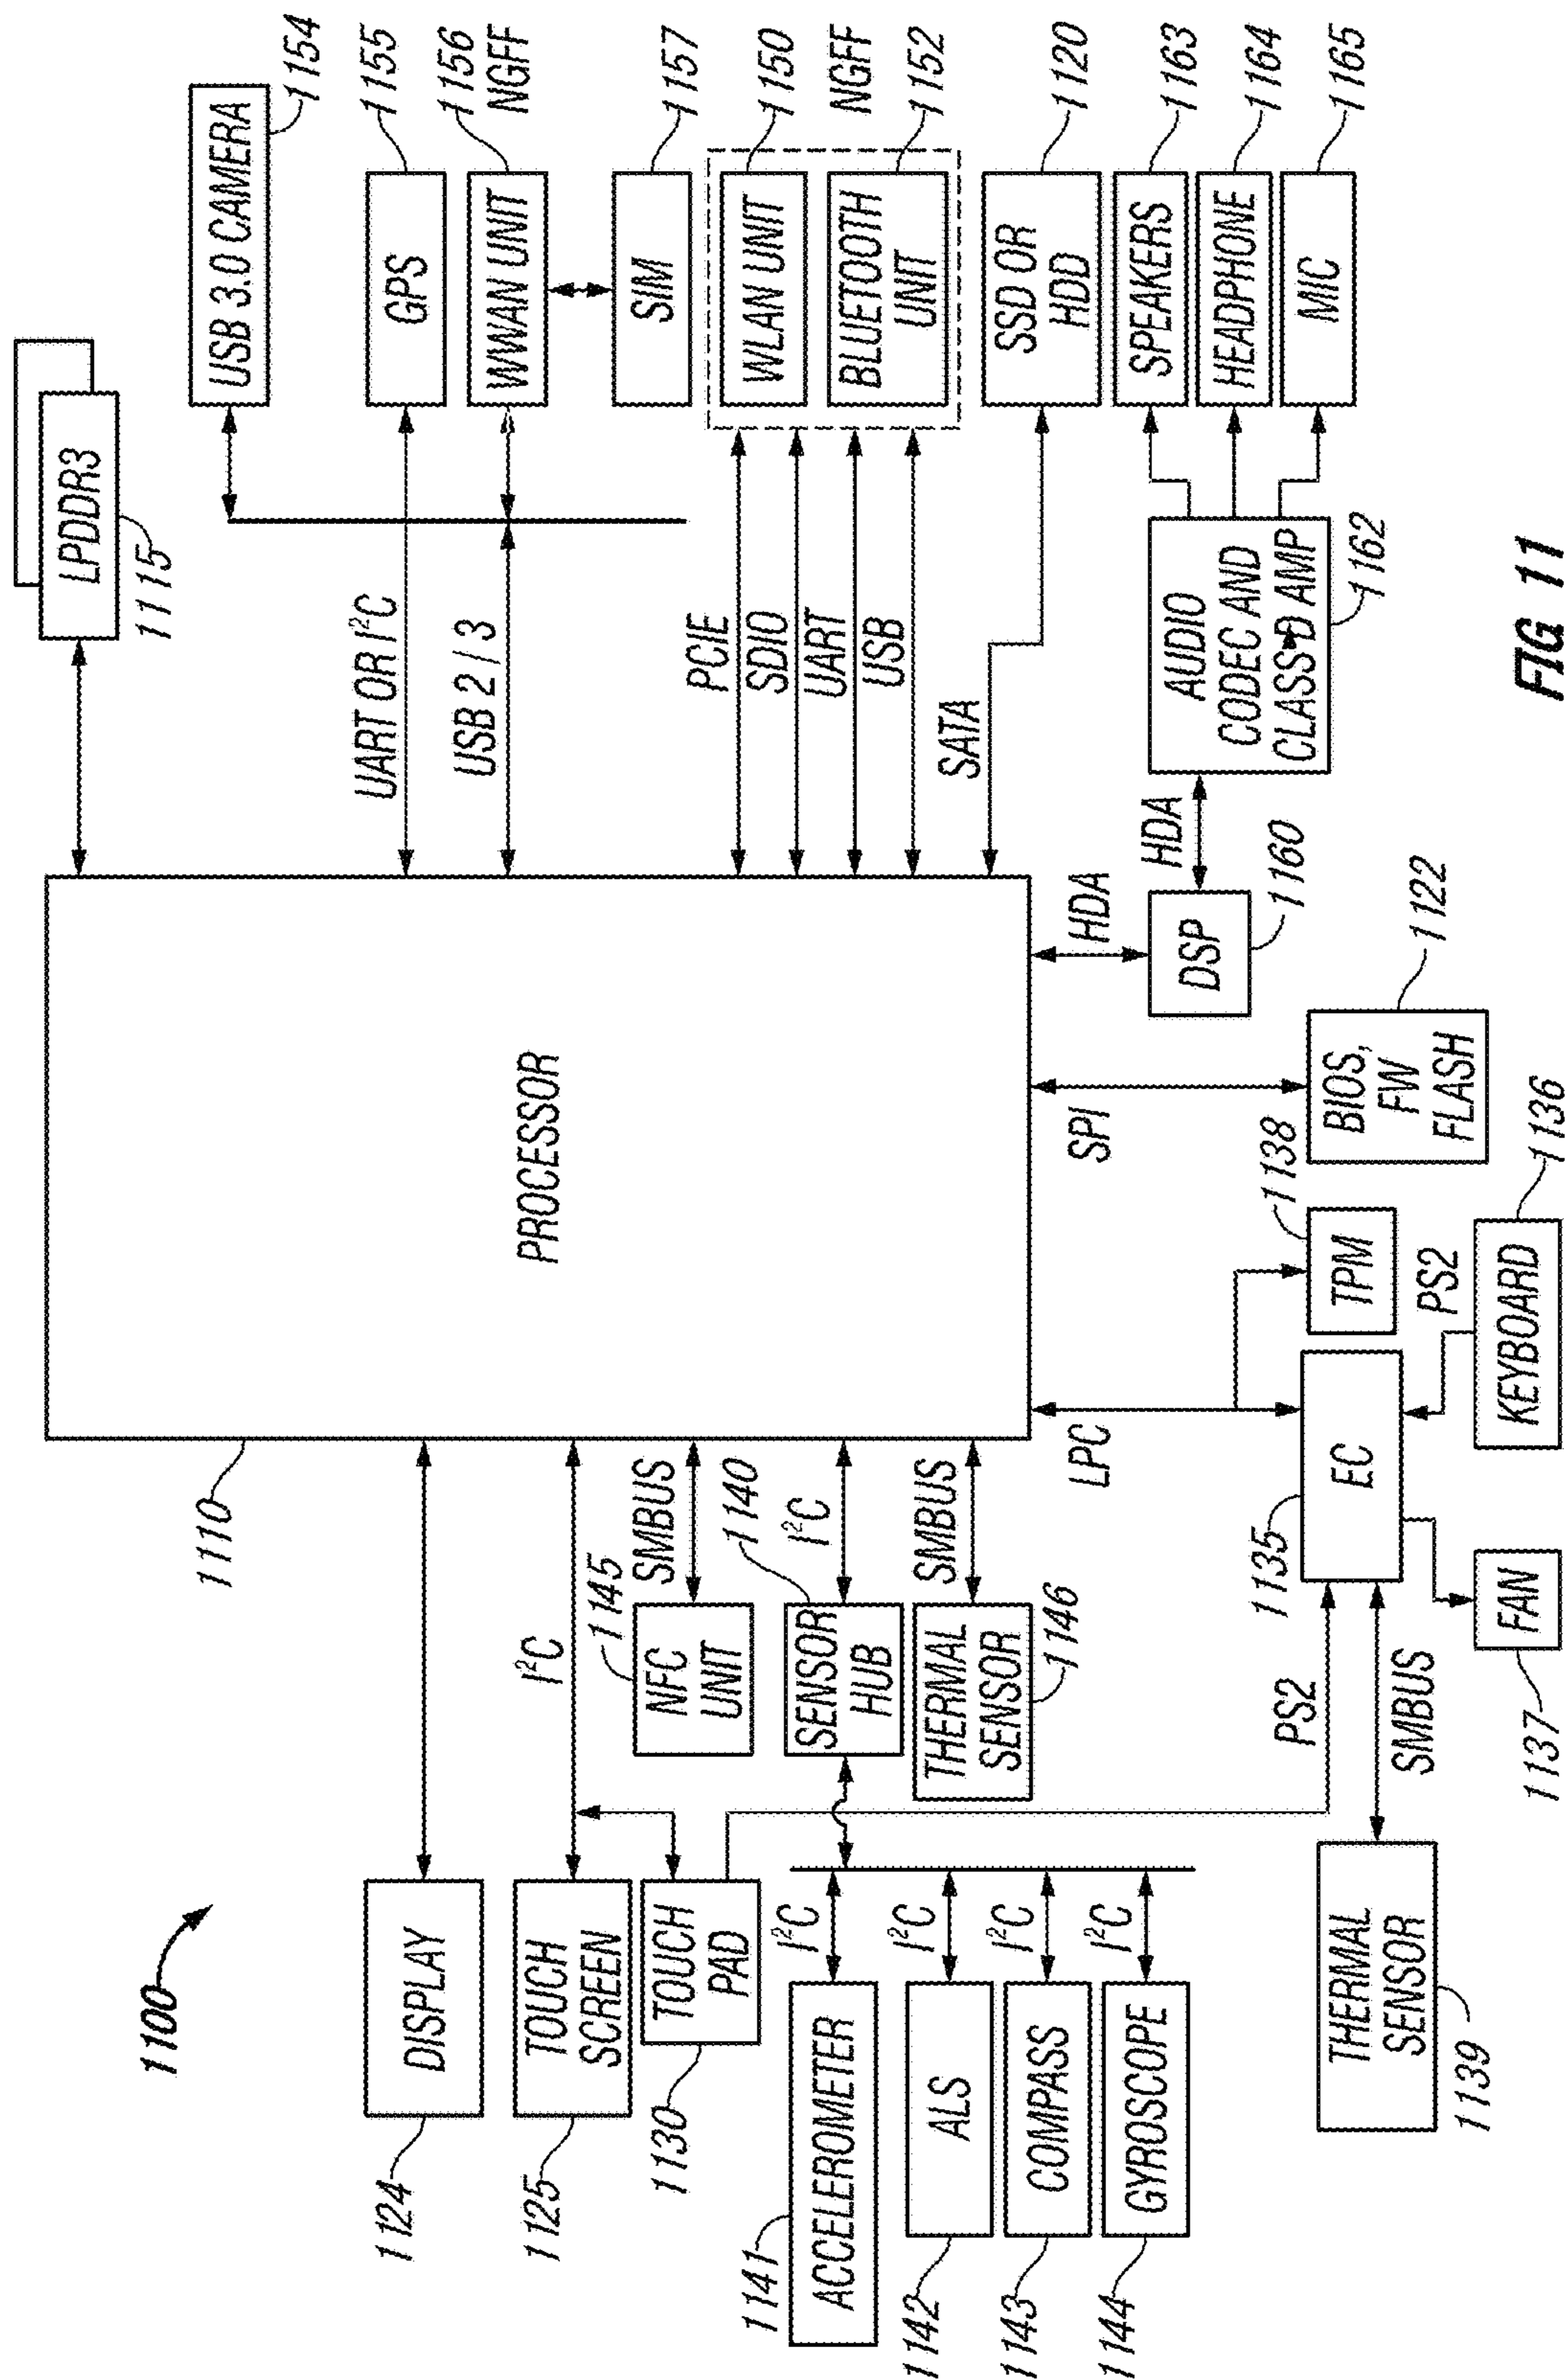 1100
LPDDR3
1115
1110
PROCESSOR
USB 3.0 CAMERA
1154
DISPLAY
1124
UART OR I²C
GPS
1155
TOUCH
SCREEN
1125
I²C
USB 2 / 3
WWAN UNIT
1156
NGFF
SIM
1157
TOUCH
PAD
1130
1145
NFC
UNIT
SMBUS
PCIE
SDIO
UART
USB
WLAN UNIT
1150
NGFF
BLUETOOTH
UNIT
1152
1141
ACCELEROMETER
I²C
SENSOR
HUB
1140
I²C
1142
ALS
I²C
THERMAL
SENSOR
1146
SMBUS
SATA
SSD OR
HDD
1120
1143
COMPASS
I²C
1144
GYROSCOPE
I²C
LPC
SPI
HDA
DSP
1160
HDA
AUDIO
CODEC AND
CLASS D AMP
1162
SPEAKERS
1163
HEADPHONE
1164
MIC
1165
THERMAL
SENSOR
1139
PS2
SMBUS
1135
EC
TPM
1138
BIOS,
FW
FLASH
1122
1137
FAN
PS2
KEYBOARD
1136
FIG 11